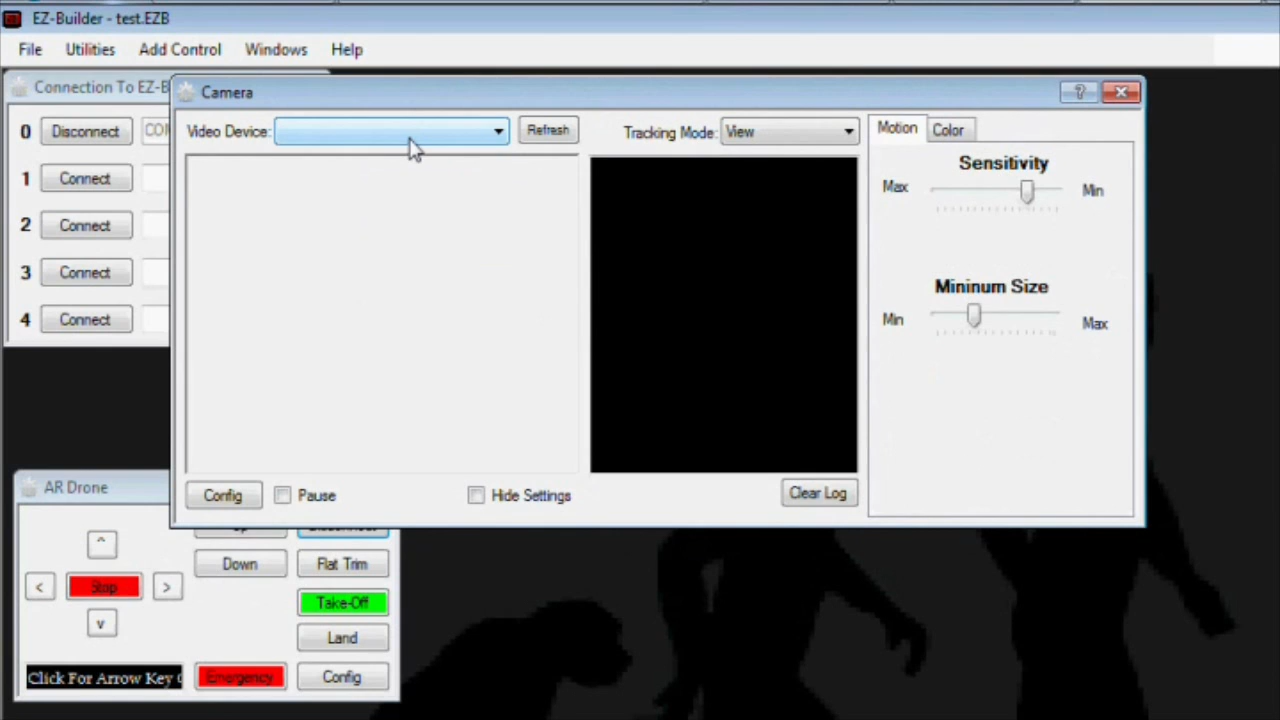 EZ-Builder - test.EZB
File Utilities Add Control Windows Help
Connection To EZ-B
0 Disconnect
1 Connect
2 Connect
3 Connect
4 Connect
Camera
Video Device: Refresh Tracking Mode: View
Motion Color
Sensitivity
Max Min
Mininum Size
Min Max
Config Pause Hide Settings Clear Log
AR Drone
^
< Stop >
v
Down Flat Trim
Take-Off
Land
Click For Arrow Key Emergency Config